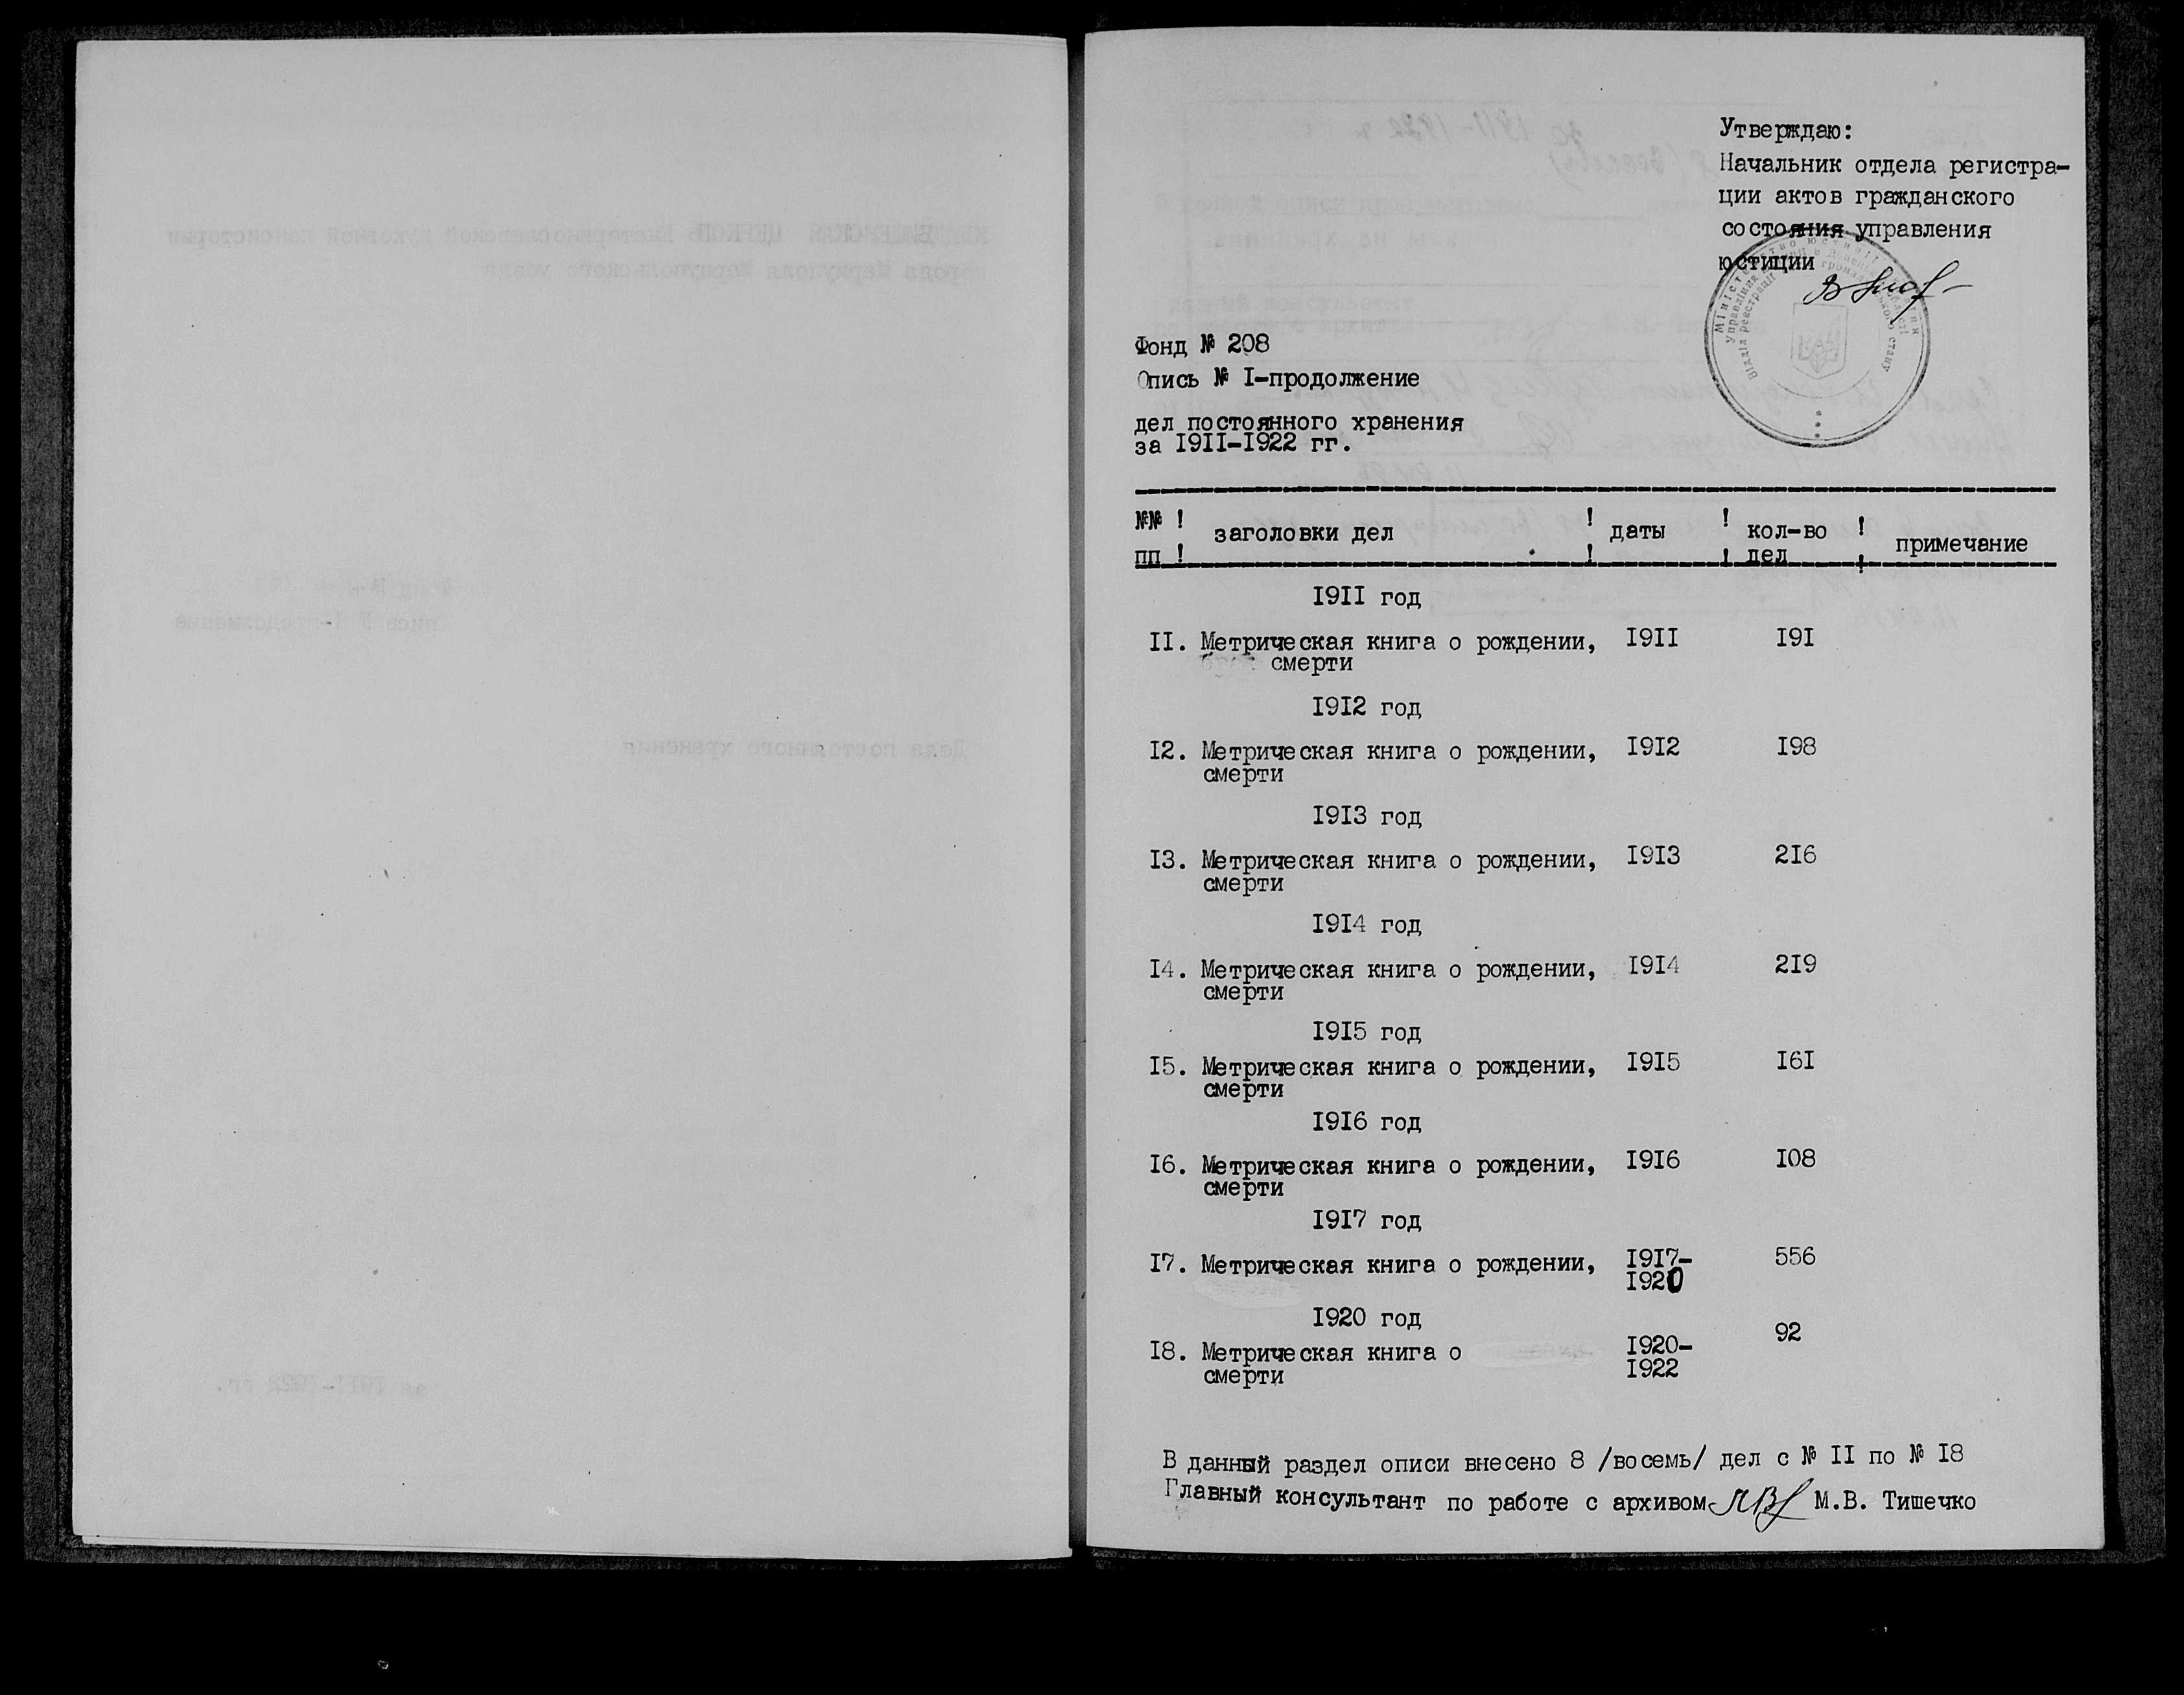 Утверждаю:
Начальник отдела регистра-
ции актов гражданского
состояния управления
юстиции
Фонд № 208
Опись № I-продолжение
дел постоянного хранения
за I9II-I922 гг.
№№ ! заголовки дел ! даты ! кол-во ! примечание
пп ! ! ! дел !
I9II год
II. Метрическая книга о рождении, I9II I9I
смерти
I9I2 год
I2. Метрическая книга о рождении, I9I2 I98
смерти
I9I3 год
I3. Метрическая книга о рождении, I9I3 2I6
смерти
I9I4 год
I4. Метрическая книга о рождении, I9I4 2I9
смерти
I9I5 год
I5. Метрическая книга о рождении, I9I5 I6I
смерти
I9I6 год
I6. Метрическая книга о рождении, I9I6 I08
смерти
I9I7 год
I7. Метрическая книга о рождении, I9I7- 556
I920
I920 год
I8. Метрическая книга о I920- 92
смерти I922
В данный раздел описи внесено 8 /восемь/ дел с № II по № I8
Главный консультант по работе с архивом М.В. Тишечко